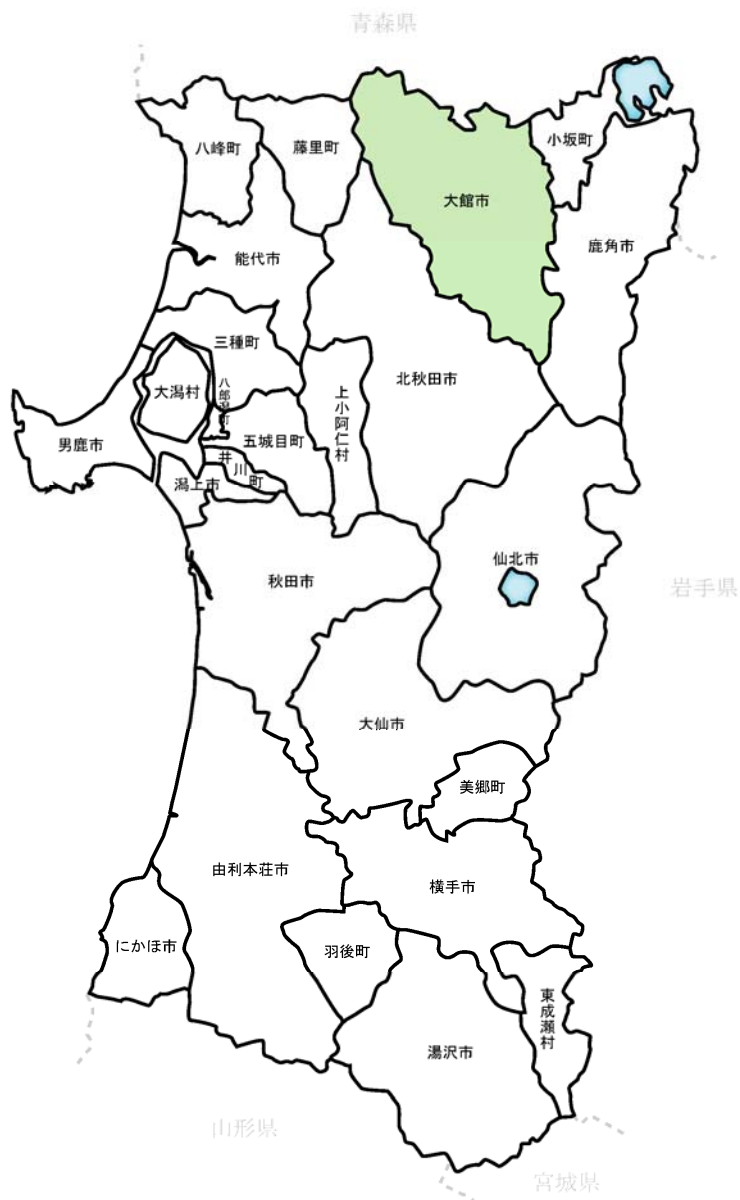 青森県
八峰町
藤里町
小坂町
大館市
鹿角市
能代市
三種町
大潟村
八郎潟町
北秋田市
上小阿仁村
男鹿市
五城目町
井川町
潟上市
仙北市
秋田市
岩手県
大仙市
美郷町
由利本荘市
横手市
にかほ市
羽後町
東成瀬村
湯沢市
山形県
宮城県